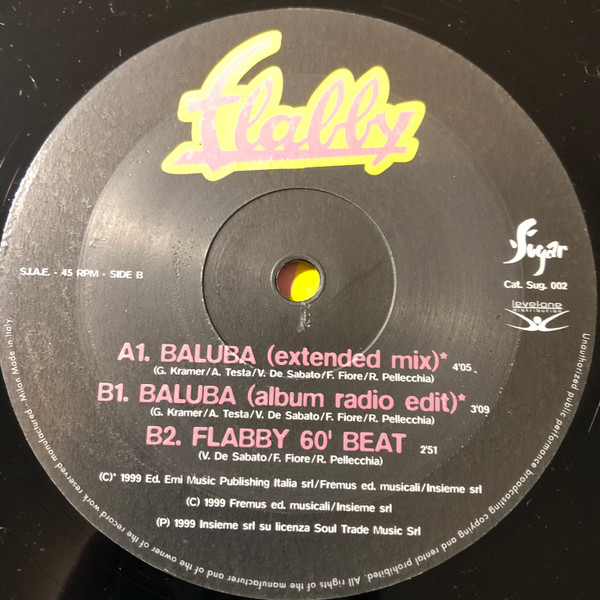 flabby
Sugar
S.I.A.E. - 45 RPM - SIDE B
Cat. Sug. 002
levelone
distribution
A1. BALUBA (extended mix)* 4'05
(G. Kramer/A. Testa/V. De Sabato/F. Fiore/R. Pellecchia)
B1. BALUBA (album radio edit)* 3'09
(G. Kramer/A. Testa/V. De Sabato/F. Fiore/R. Pellecchia)
B2. FLABBY 60' BEAT 2'51
(V. De Sabato/F. Fiore/R. Pellecchia)
(C)* 1999 Ed. Emi Music Publishing Italia srl/Fremus ed. musicali/Insieme srl
(C) 1999 Fremus ed. musicali/Insieme srl
(P) 1999 Insieme srl su licenza Soul Trade Music Srl
Unauthorized public performance broadcasting copying and rental prohibited. All rights of the manufacturer and of the owner of the record work reserved manufactured. Milan Made in Italy.